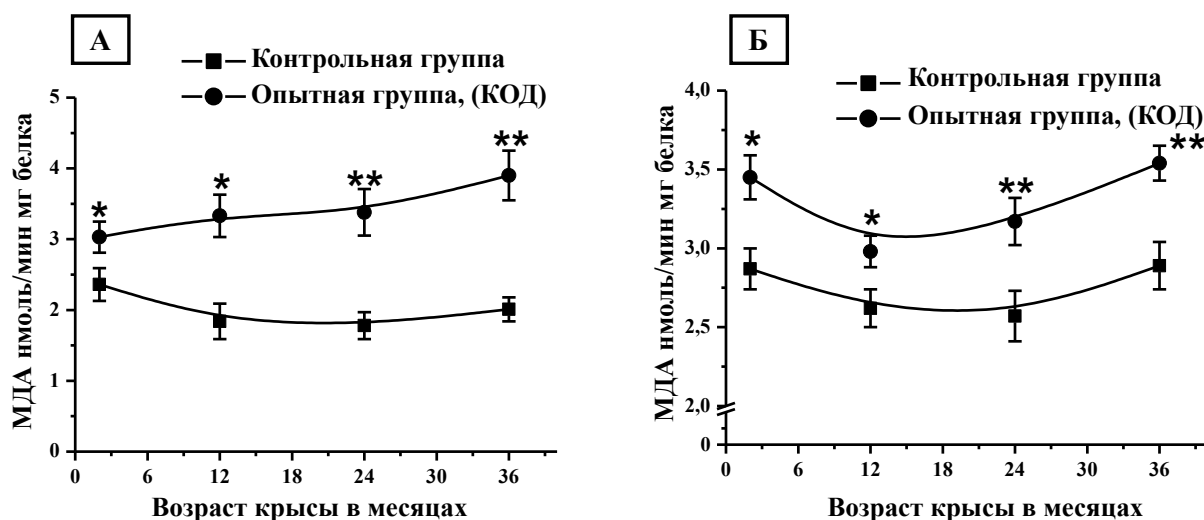 А
Контрольная группа
Опытная группа, (КОД)
МДА нмоль/мин мг белка
5
4
3
2
1
0
* * ** **
0 6 12 18 24 30 36
Возраст крысы в месяцах
Б
Контрольная группа
Опытная группа, (КОД)
МДА нмоль/мин мг белка
4,0
3,5
3,0
2,5
2,0
0
* * ** **
0 6 12 18 24 30 36
Возраст крысы в месяцах